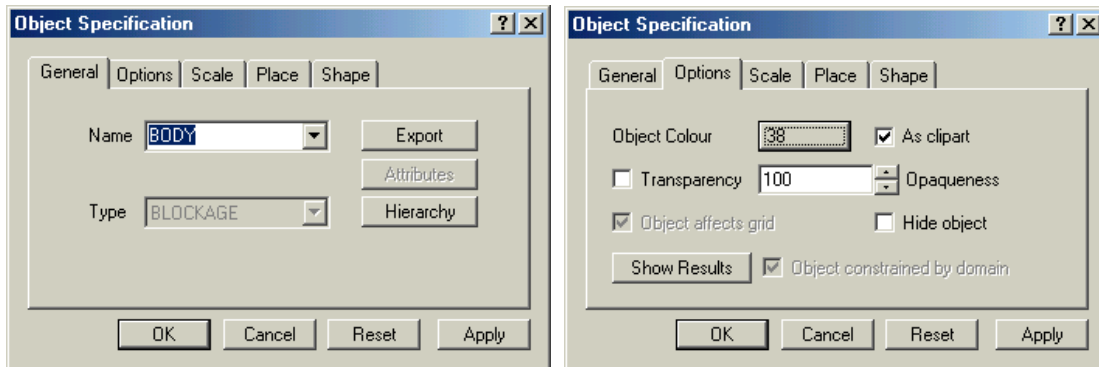 Object Specification
General Options Scale Place Shape
Name BODY Export
Attributes
Type BLOCKAGE Hierarchy
OK Cancel Reset Apply
Object Specification
General Options Scale Place Shape
Object Colour 38 As clipart
Transparency 100 Opaqueness
Object affects grid Hide object
Show Results Object constrained by domain
OK Cancel Reset Apply